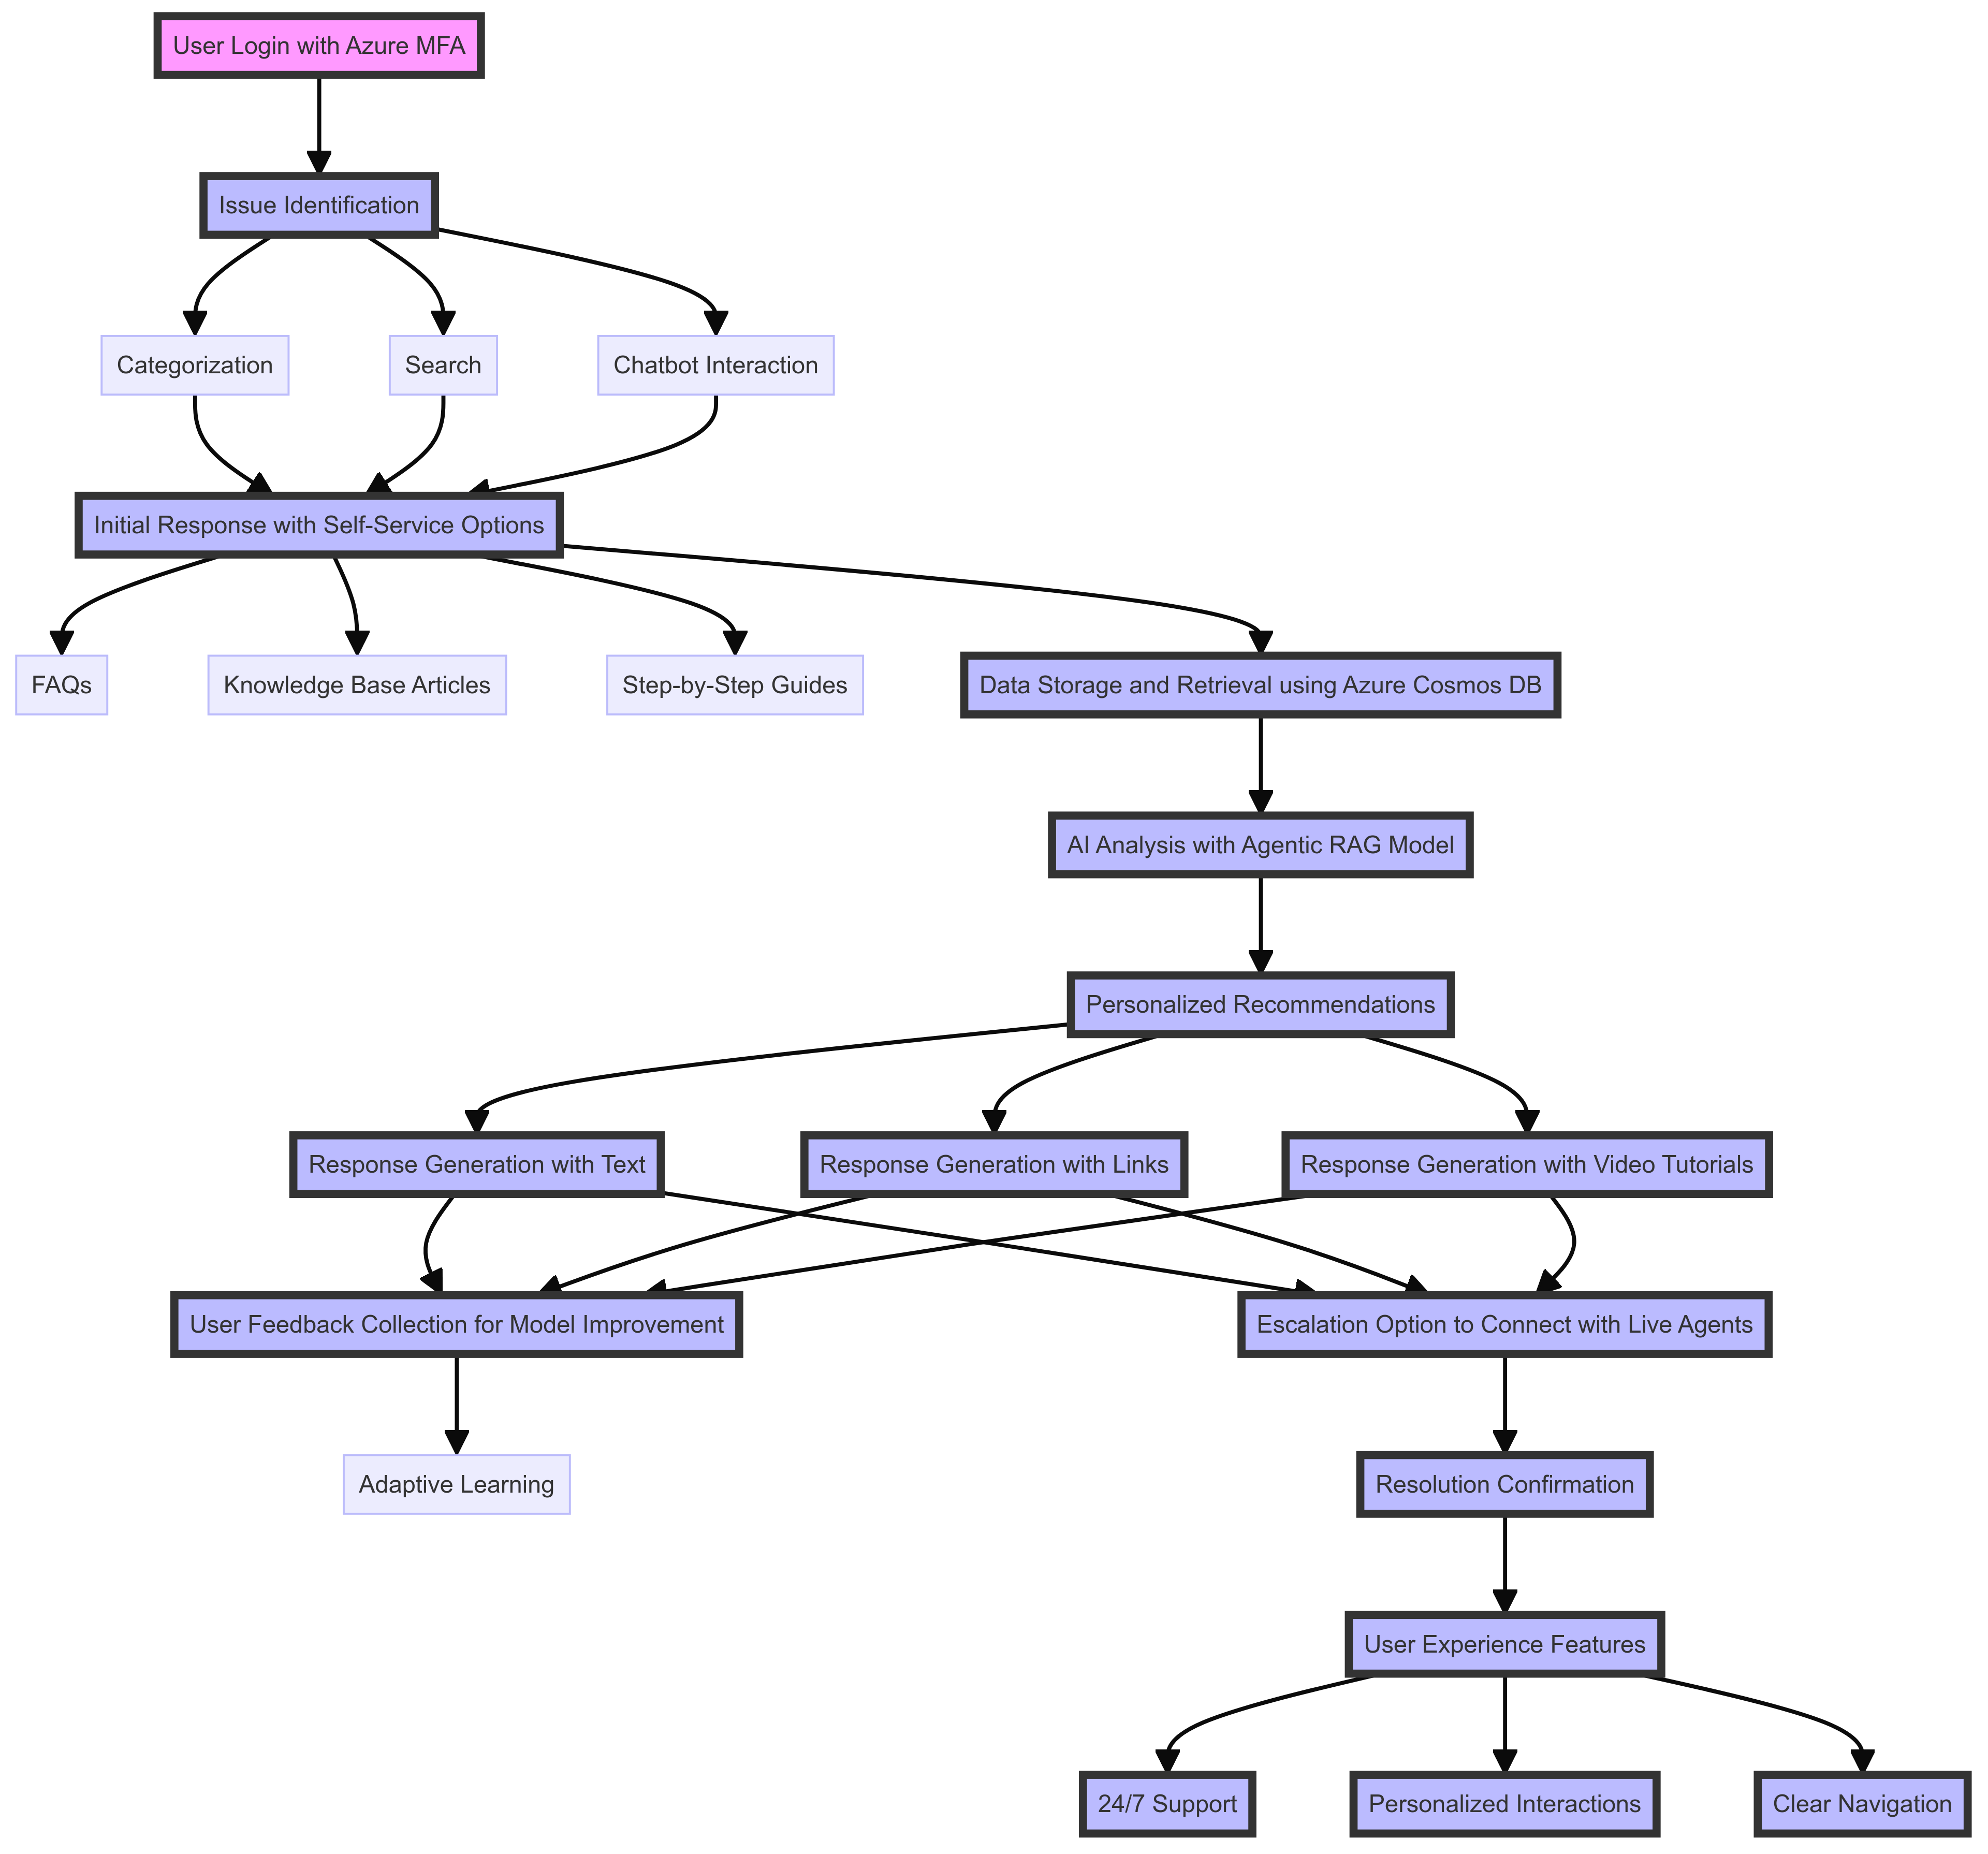 User Login with Azure MFA
Issue Identification
Categorization
Search
Chatbot Interaction
Initial Response with Self-Service Options
FAQs
Knowledge Base Articles
Step-by-Step Guides
Data Storage and Retrieval using Azure Cosmos DB
AI Analysis with Agentic RAG Model
Personalized Recommendations
Response Generation with Text
Response Generation with Links
Response Generation with Video Tutorials
User Feedback Collection for Model Improvement
Escalation Option to Connect with Live Agents
Adaptive Learning
Resolution Confirmation
User Experience Features
24/7 Support
Personalized Interactions
Clear Navigation